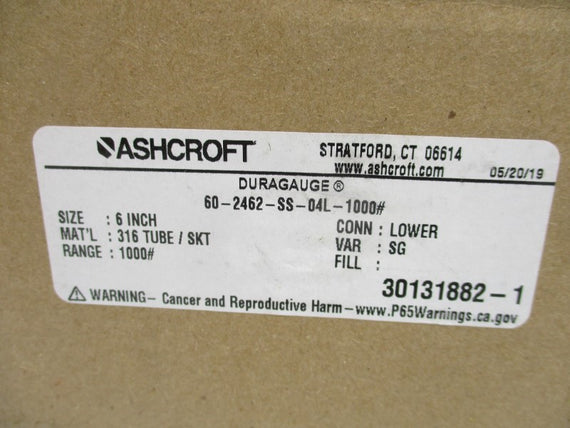 ASHCROFT
STRATFORD, CT 06614
www.ashcroft.com
05/20/19
DURAGAUGE ®
60-2462-SS-04L-1000#
SIZE : 6 INCH
MAT'L : 316 TUBE / SKT
RANGE : 1000#
CONN : LOWER
VAR : SG
FILL :
30131882-1
⚠ WARNING- Cancer and Reproductive Harm-www.P65Warnings.ca.gov